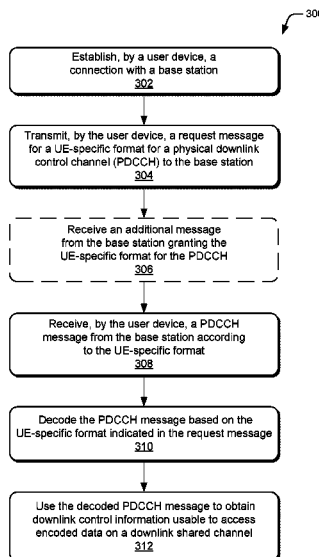 300
Establish, by a user device, a
connection with a base station
302
Transmit, by the user device, a request message
for a UE-specific format for a physical downlink
control channel (PDCCH) to the base station
304
Receive an additional message
from the base station granting the
UE-specific format for the PDCCH
306
Receive, by the user device, a PDCCH
message from the base station according
to the UE-specific format
308
Decode the PDCCH message based on the
UE-specific format indicated in the request message
310
Use the decoded PDCCH message to obtain
downlink control information usable to access
encoded data on a downlink shared channel
312